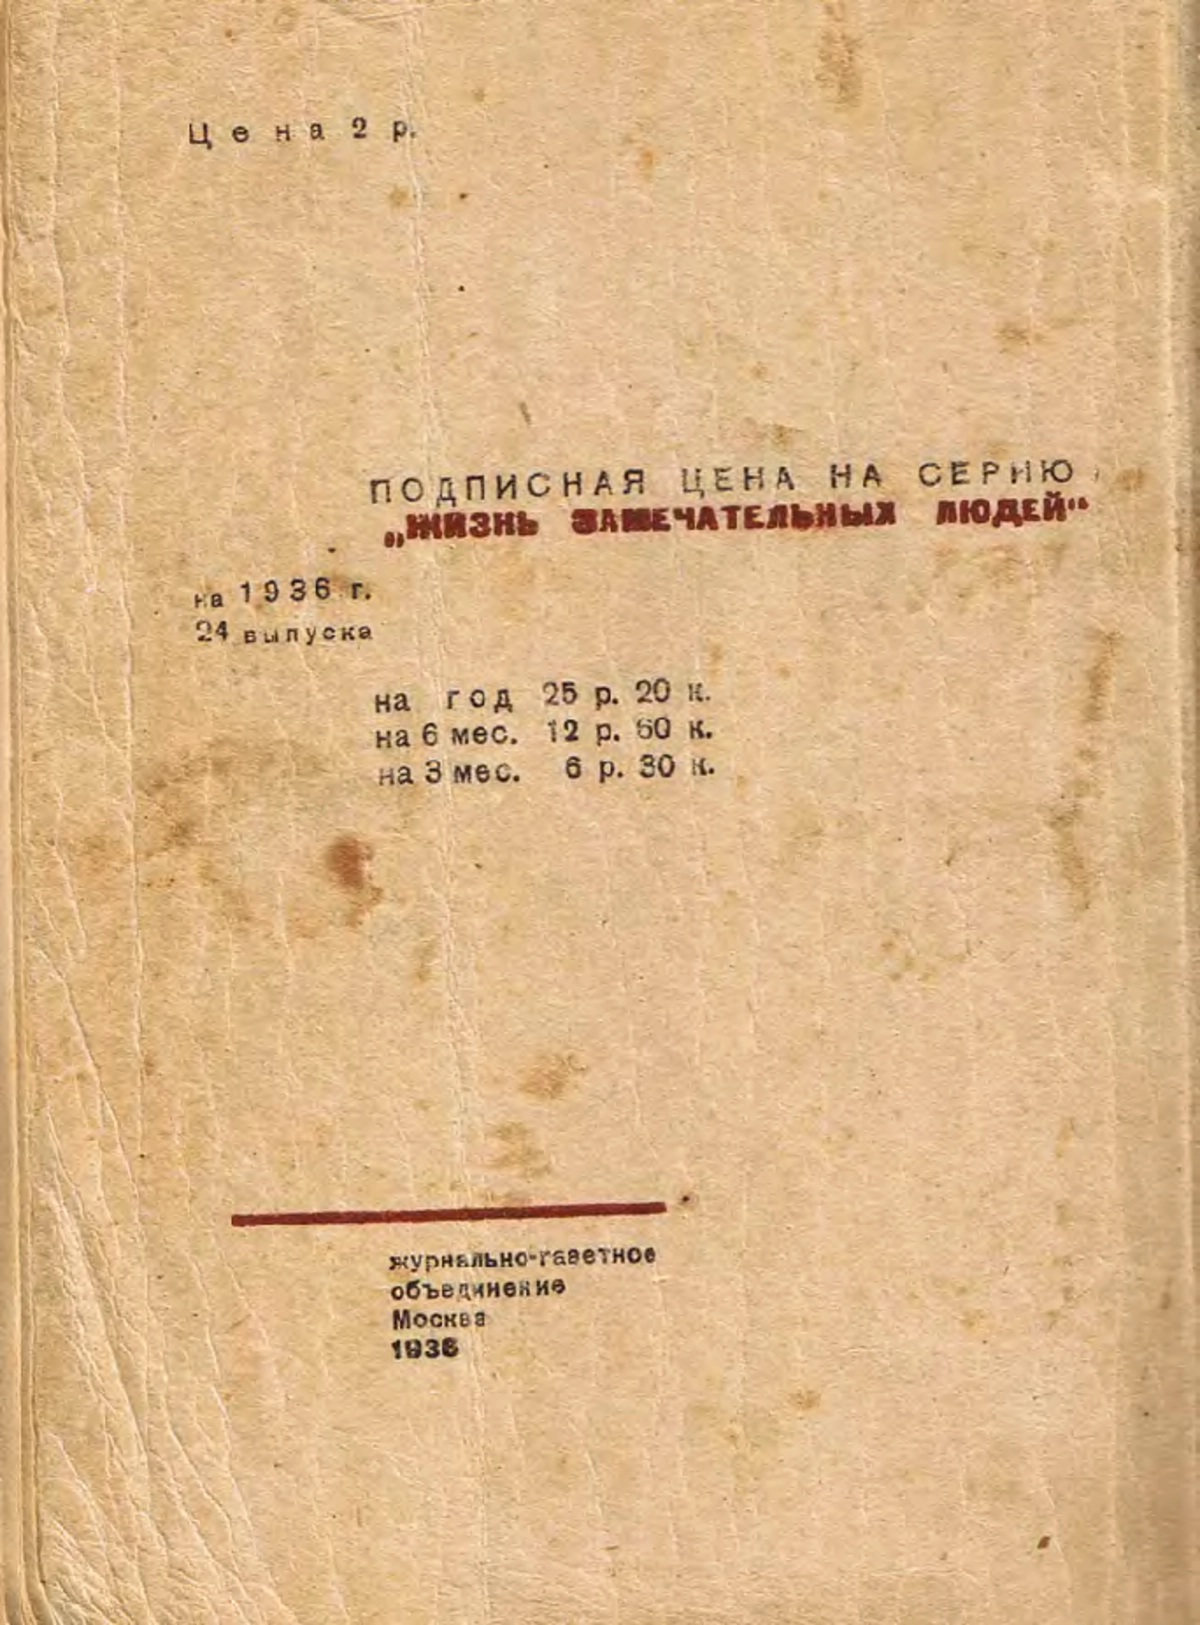 Цена 2 р.
ПОДПИСНАЯ ЦЕНА НА СЕРИЮ
„ЖИЗНЬ ЗАМЕЧАТЕЛЬНЫХ ЛЮДЕЙ“
на 1936 г.
24 выпуска
на год 25 р. 20 к.
на 6 мес. 12 р. 60 к.
на 3 мес. 6 р. 30 к.
журнально-газетное
объединение
Москва
1936